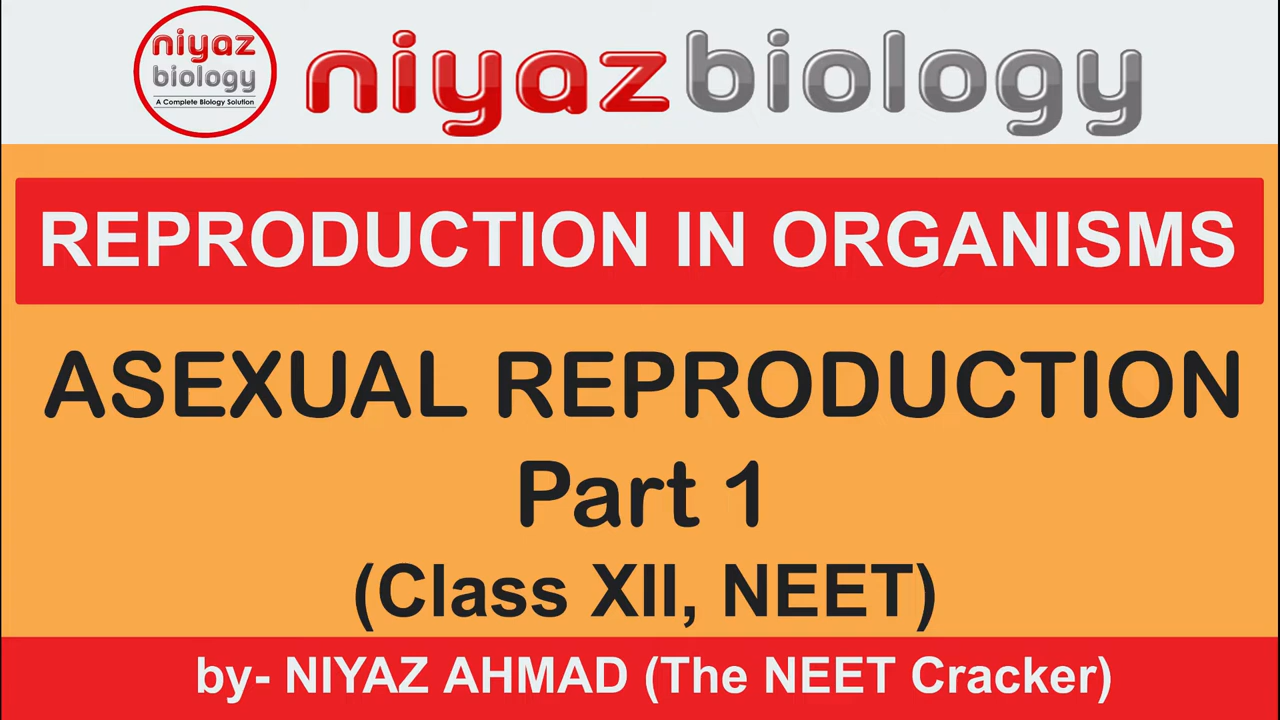 niyaz
biology
A Complete Biology Solution
niyazbiology
REPRODUCTION IN ORGANISMS
ASEXUAL REPRODUCTION
Part 1
(Class XII, NEET)
by- NIYAZ AHMAD (The NEET Cracker)